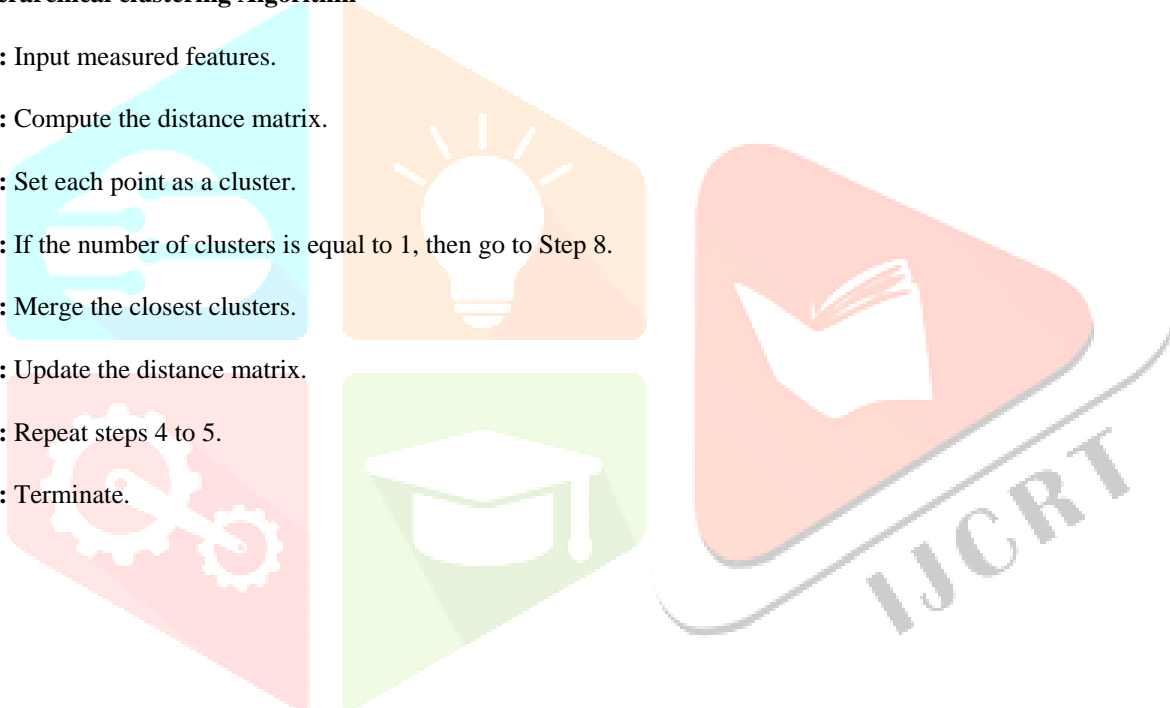 clustering Algorithm
: Input measured features.
: Compute the distance matrix.
: Set each point as a cluster.
: If the number of clusters is equal to 1, then go to Step 8.
: Merge the closest clusters.
: Update the distance matrix.
: Repeat steps 4 to 5.
: Terminate.
IJCRT